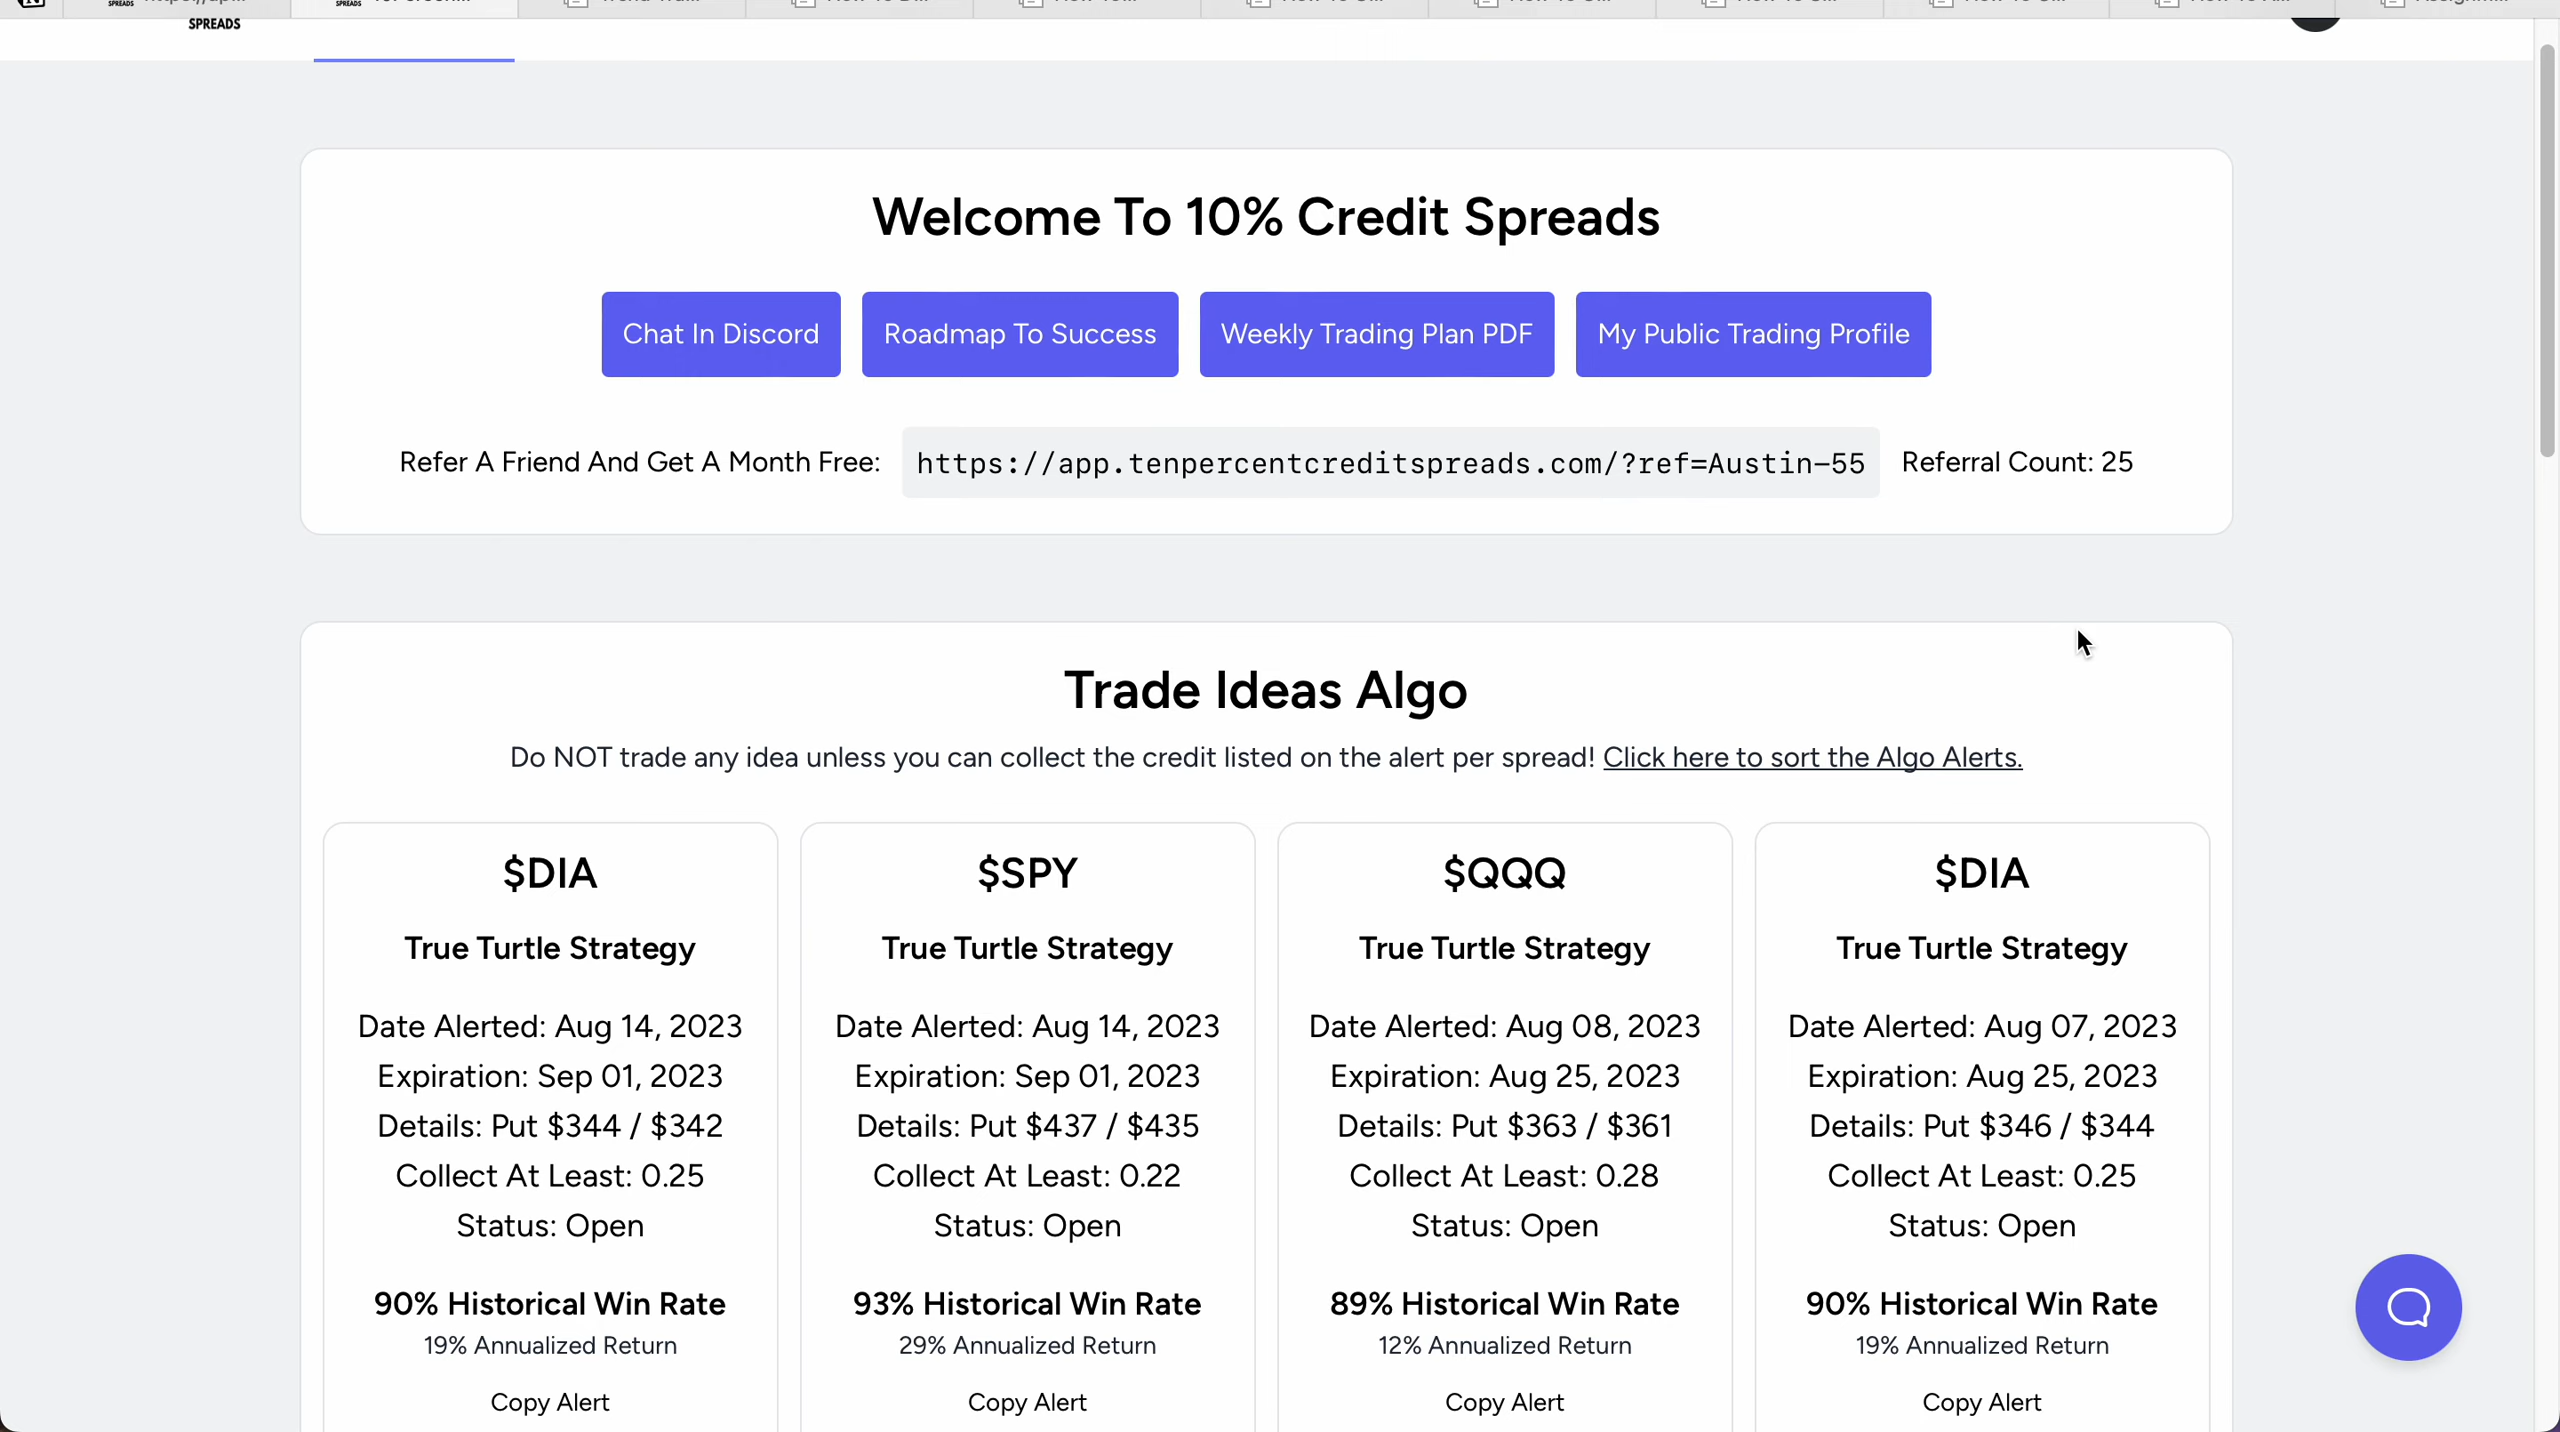 SPREADS
Welcome To 10% Credit Spreads
Chat In Discord
Roadmap To Success
Weekly Trading Plan PDF
My Public Trading Profile
Refer A Friend And Get A Month Free:
https://app.tenpercentcreditspreads.com/?ref=Austin-55
Referral Count: 25
Trade Ideas Algo
Do NOT trade any idea unless you can collect the credit listed on the alert per spread! Click here to sort the Algo Alerts.
$DIA
True Turtle Strategy
Date Alerted: Aug 14, 2023
Expiration: Sep 01, 2023
Details: Put $344 / $342
Collect At Least: 0.25
Status: Open
90% Historical Win Rate
19% Annualized Return
Copy Alert
$SPY
True Turtle Strategy
Date Alerted: Aug 14, 2023
Expiration: Sep 01, 2023
Details: Put $437 / $435
Collect At Least: 0.22
Status: Open
93% Historical Win Rate
29% Annualized Return
Copy Alert
$QQQ
True Turtle Strategy
Date Alerted: Aug 08, 2023
Expiration: Aug 25, 2023
Details: Put $363 / $361
Collect At Least: 0.28
Status: Open
89% Historical Win Rate
12% Annualized Return
Copy Alert
$DIA
True Turtle Strategy
Date Alerted: Aug 07, 2023
Expiration: Aug 25, 2023
Details: Put $346 / $344
Collect At Least: 0.25
Status: Open
90% Historical Win Rate
19% Annualized Return
Copy Alert